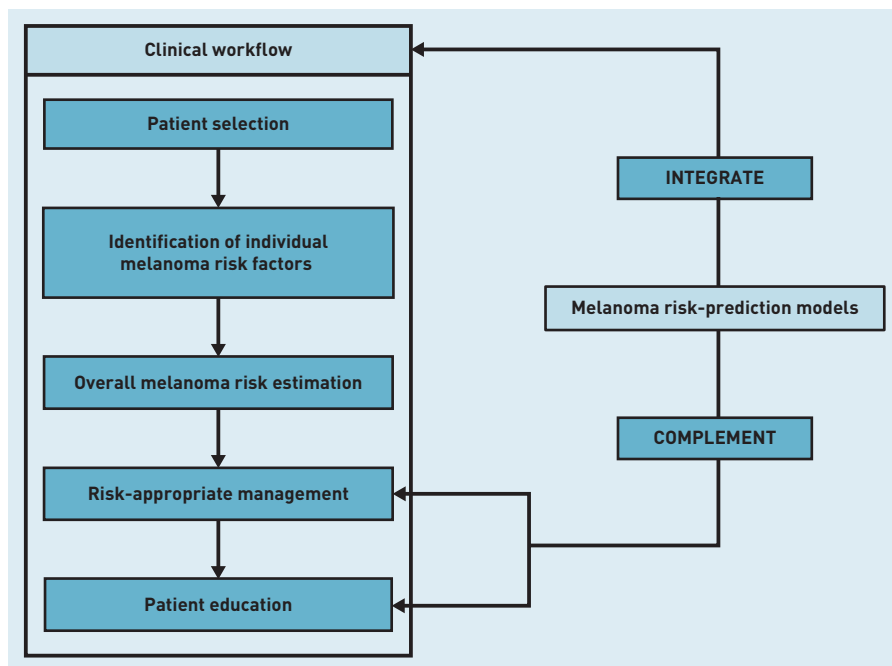 Clinical workflow
Patient selection
Identification of individual
melanoma risk factors
Overall melanoma risk estimation
Risk-appropriate management
Patient education
INTEGRATE
Melanoma risk-prediction models
COMPLEMENT